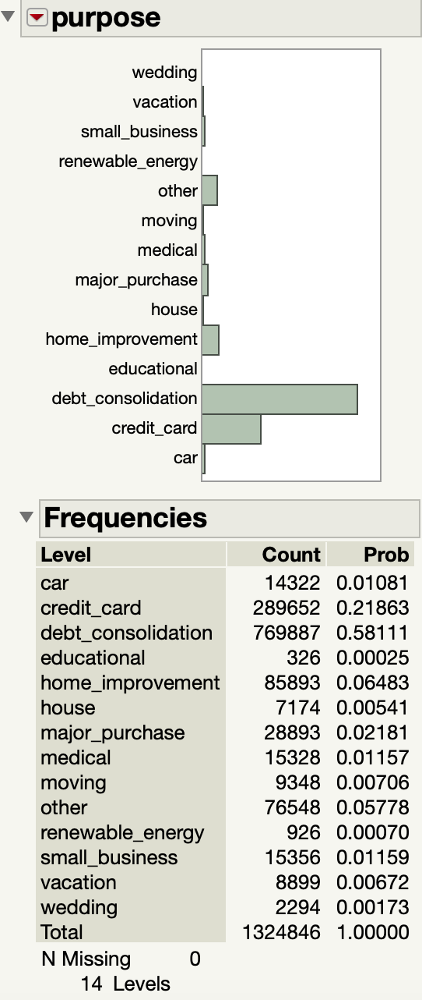 purpose
wedding
vacation
small_business
renewable_energy
other
moving
medical
major_purchase
house
home_improvement
educational
debt_consolidation
credit_card
car
Frequencies
Level Count Prob
car 14322 0.01081
credit_card 289652 0.21863
debt_consolidation 769887 0.58111
educational 326 0.00025
home_improvement 85893 0.06483
house 7174 0.00541
major_purchase 28893 0.02181
medical 15328 0.01157
moving 9348 0.00706
other 76548 0.05778
renewable_energy 926 0.00070
small_business 15356 0.01159
vacation 8899 0.00672
wedding 2294 0.00173
Total 1324846 1.00000
N Missing 0
14 Levels